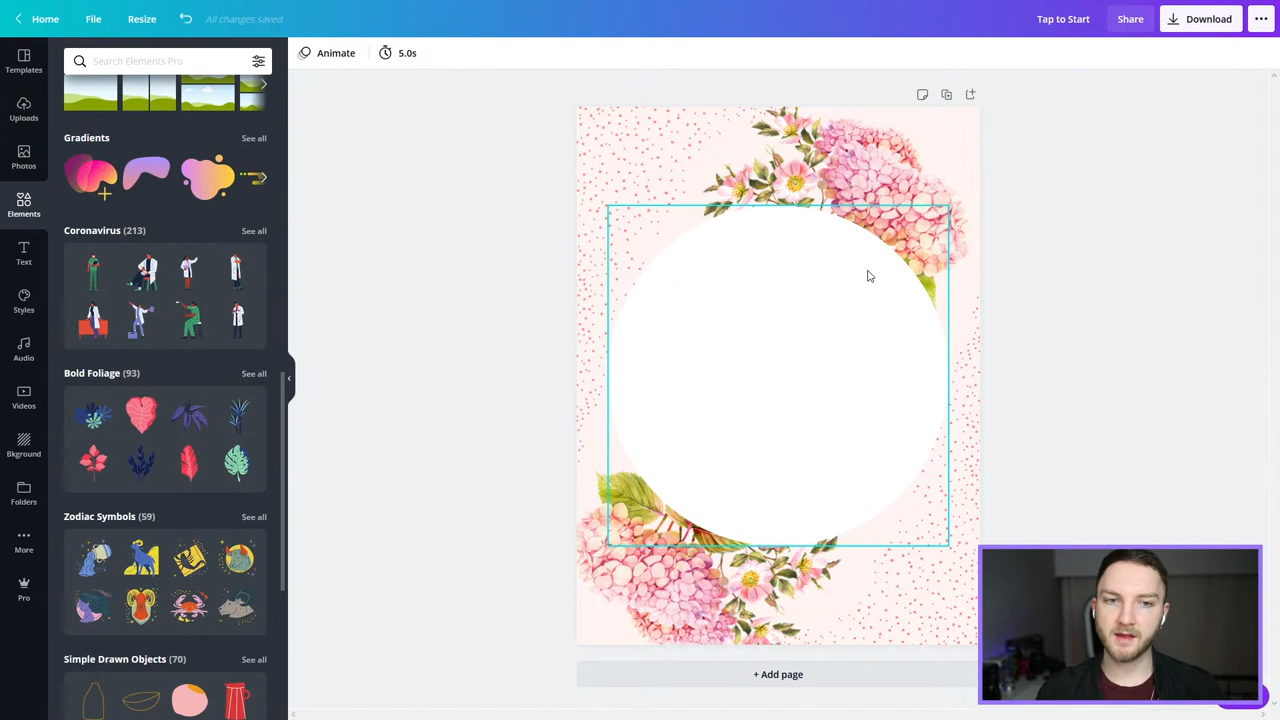 Home File Resize All changes saved Tap to Start Share Download
Animate 5.0s
Templates
Search Elements Pro
Uploads
Gradients See all
Photos
Elements
Coronavirus (213) See all
Text
Styles
Audio
Bold Foliage (93) See all
Videos
Bkground
Folders
Zodiac Symbols (59) See all
More
Pro
Simple Drawn Objects (70) See all
+ Add page